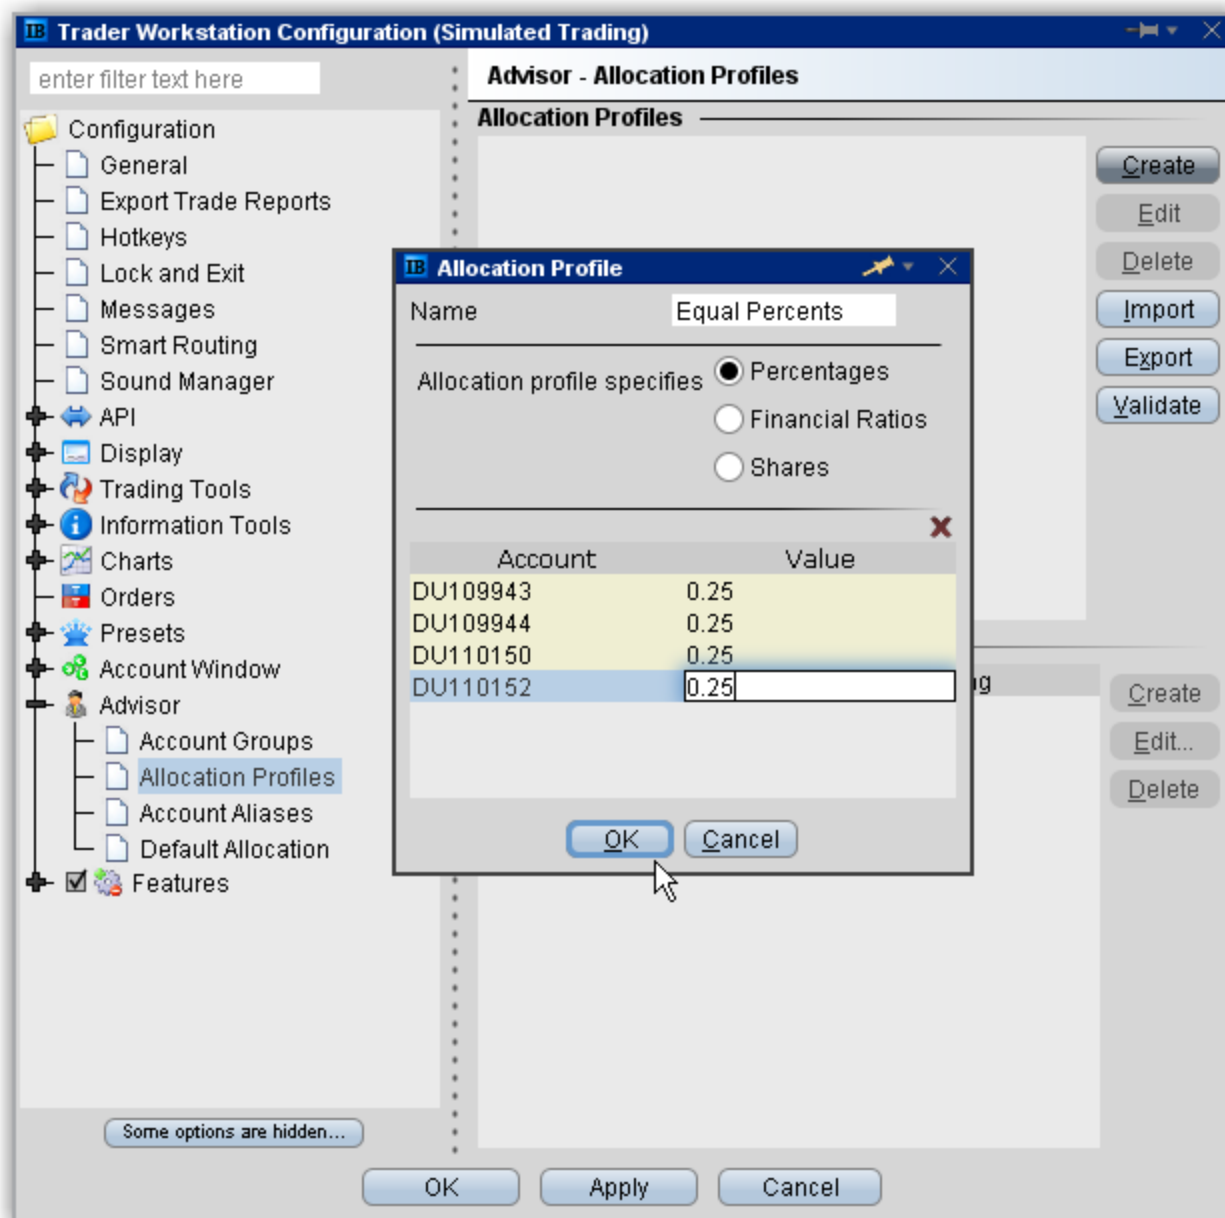 IB Trader Workstation Configuration (Simulated Trading)
enter filter text here
Configuration
General
Export Trade Reports
Hotkeys
Lock and Exit
Messages
Smart Routing
Sound Manager
API
Display
Trading Tools
Information Tools
Charts
Orders
Presets
Account Window
Advisor
Account Groups
Allocation Profiles
Account Aliases
Default Allocation
Features
Some options are hidden...
Advisor - Allocation Profiles
Allocation Profiles
Create
Edit
Delete
Import
Export
Validate
IB Allocation Profile
Name Equal Percents
Allocation profile specifies Percentages
Financial Ratios
Shares
Account Value
DU109943 0.25
DU109944 0.25
DU110150 0.25
DU110152 0.25
OK Cancel
Create
Edit...
Delete
OK Apply Cancel